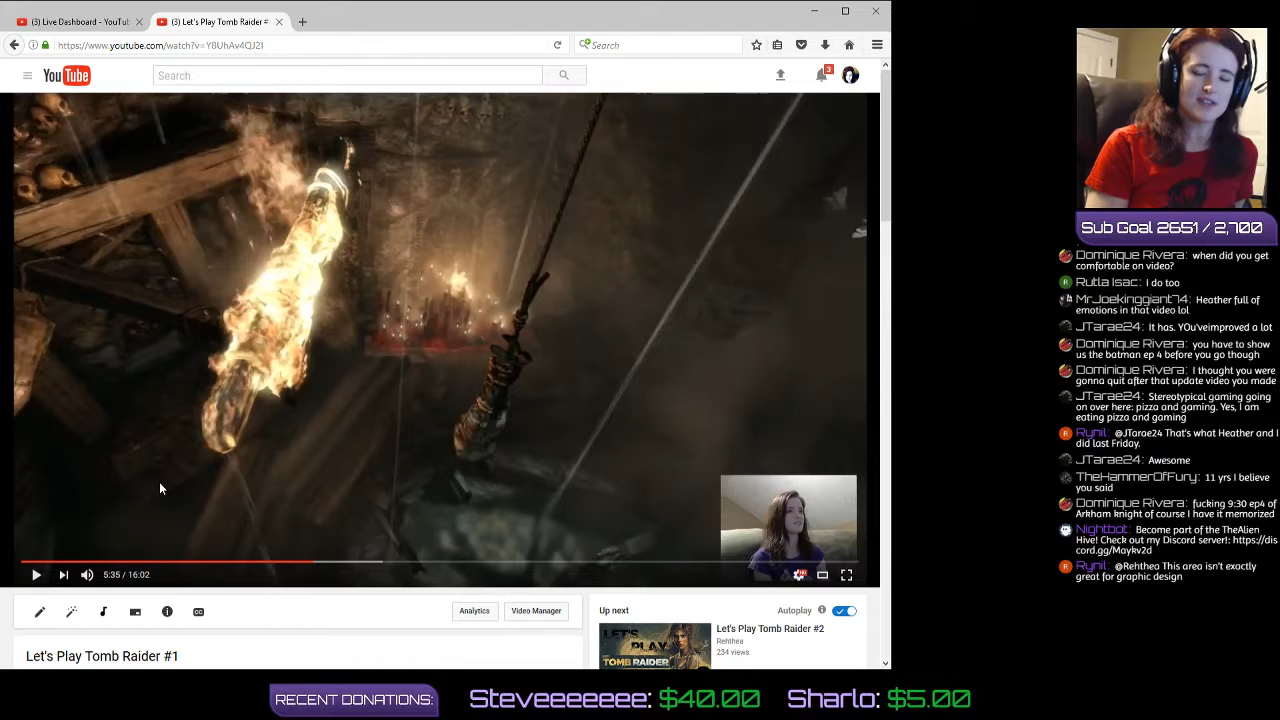 (3) Live Dashboard - YouTub
(3) Let's Play Tomb Raider #
https://www.youtube.com/watch?v=Y8UhAv4QJ2I
Search
YouTube
Search
3
5:35 / 16:02
HD
Analytics
Video Manager
Let's Play Tomb Raider #1
Up next
Autoplay
LET'S PLAY
TOMB RAIDER
Let's Play Tomb Raider #2
Rehthea
234 views
Sub Goal 2651 / 2,700
Dominique Rivera: when did you get
comfortable on video?
Rutla Isac: I do too
MrJoekinggiant74: Heather full of
emotions in that video lol
JTarae24: It has. YOu'veimproved a lot
Dominique Rivera: you have to show
us the batman ep 4 before you go though
Dominique Rivera: I thought you were
gonna quit after that update video you made
JTarae24: Stereotypical gaming going
on over here: pizza and gaming. Yes, I am
eating pizza and gaming
Rynil: @JTarae24 That's what Heather and I
did last Friday.
JTarae24: Awesome
TheHammerOfFury: 11 yrs I believe
you said
Dominique Rivera: fucking 9:30 ep4 of
Arkham knight of course I have it memorized
Nightbot: Become part of the TheAlien
Hive! Check out my Discord server!: https://dis
cord.gg/Maykv2d
Rynil: @Rehthea This area isn't exactly
great for graphic design
RECENT DONATIONS:
Steveeeeeee: $40.00
Sharlo: $5.00